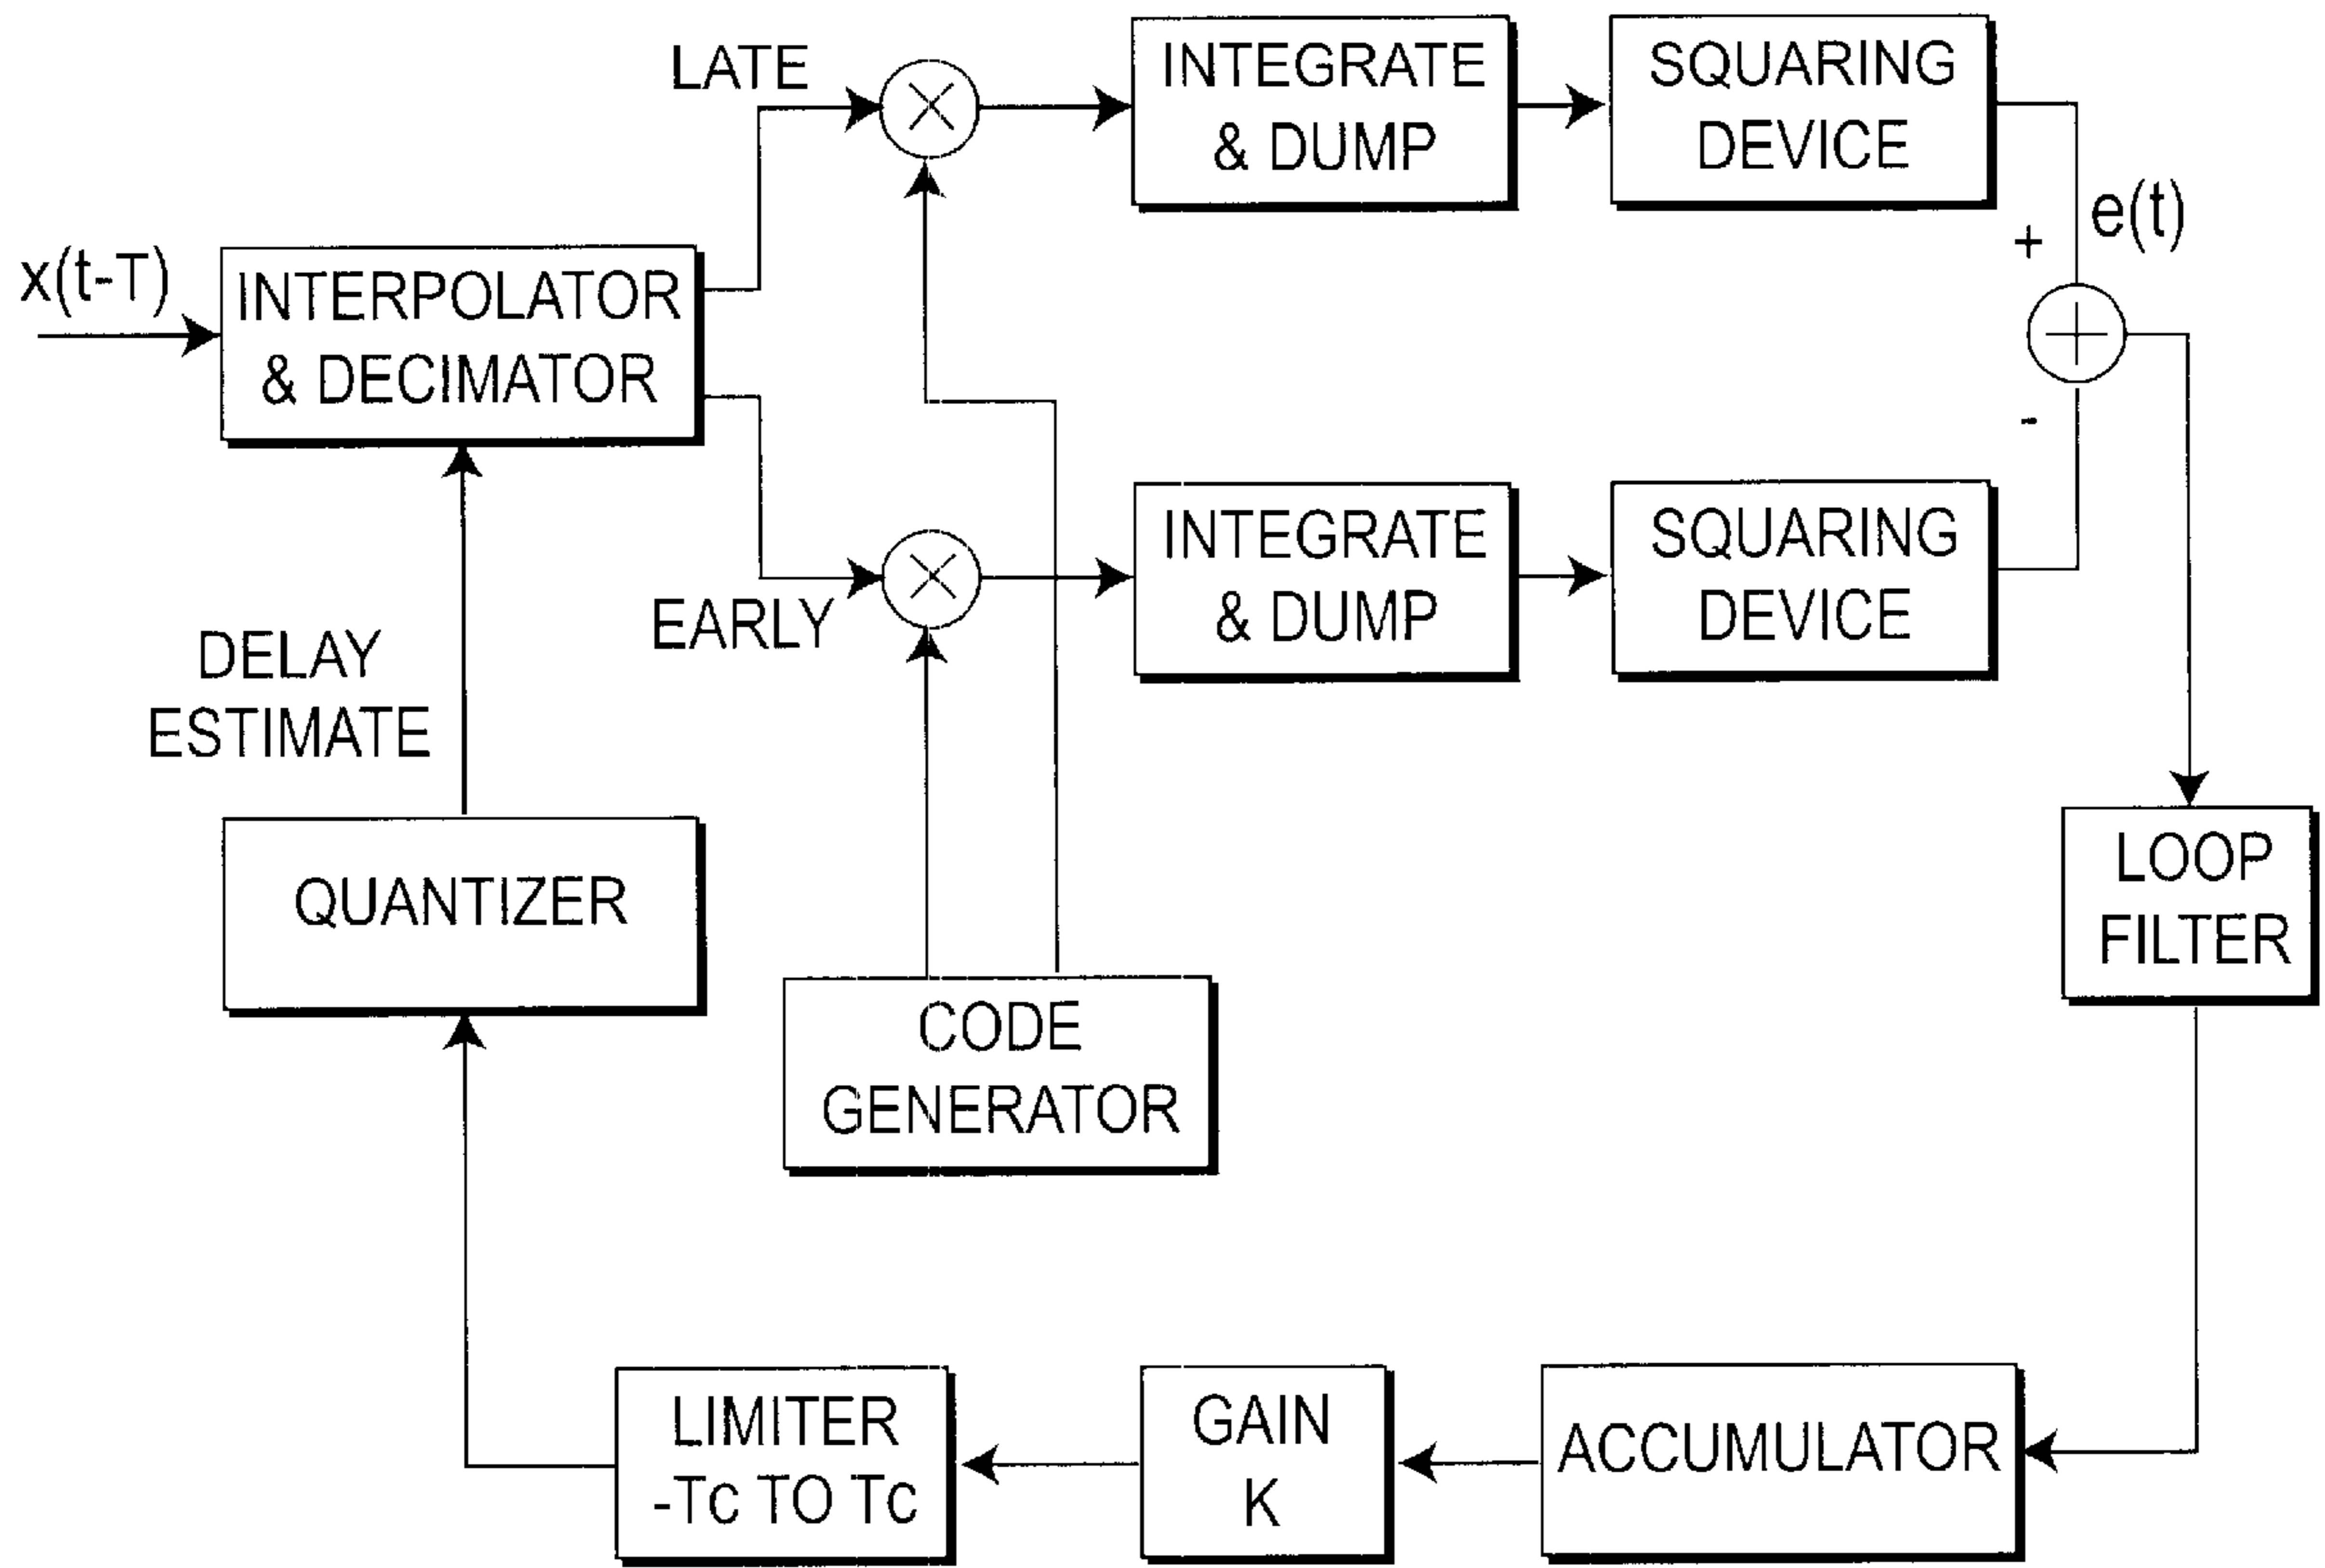 LATE
INTEGRATE
& DUMP
SQUARING
DEVICE
x(t-T)
INTERPOLATOR
& DECIMATOR
+
e(t)
-
EARLY
INTEGRATE
& DUMP
SQUARING
DEVICE
DELAY
ESTIMATE
QUANTIZER
CODE
GENERATOR
LOOP
FILTER
LIMITER
-Tc TO Tc
GAIN
K
ACCUMULATOR